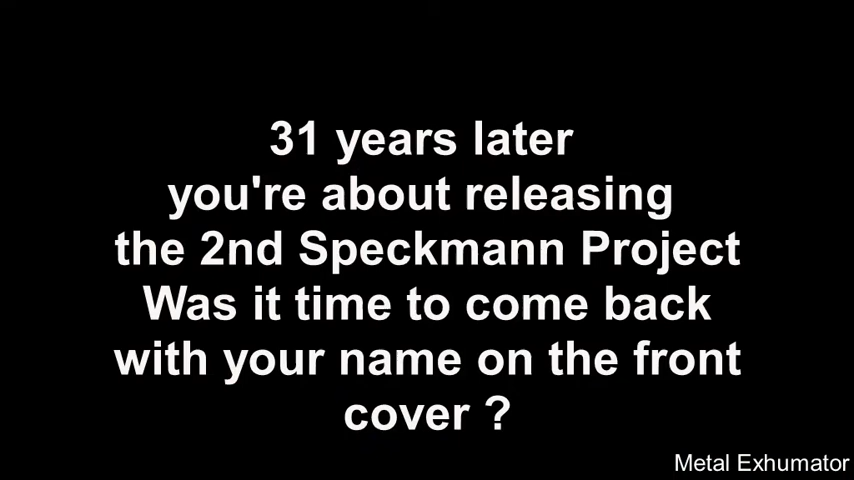 31 years later
you're about releasing
the 2nd Speckmann Project
Was it time to come back
with your name on the front
cover ?
Metal Exhumator